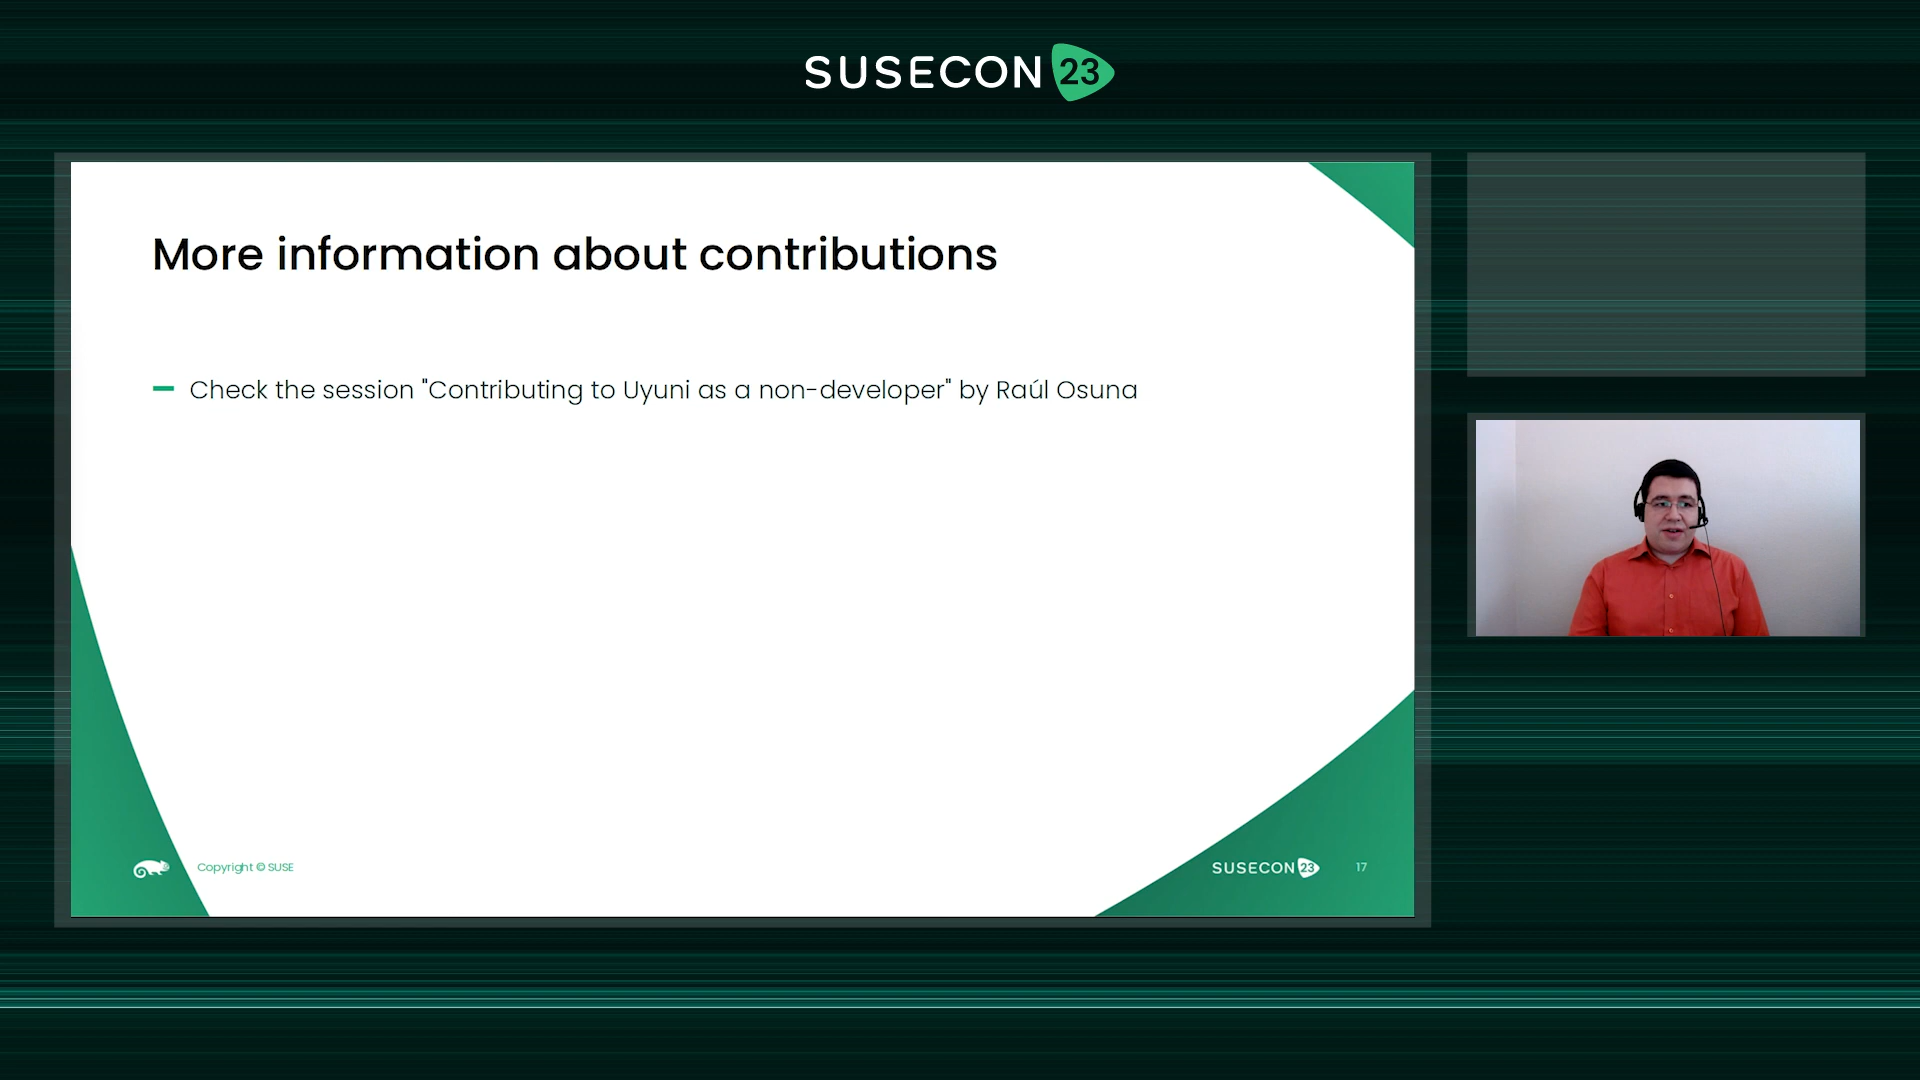 SUSECON 23
More information about contributions
Check the session "Contributing to Uyuni as a non-developer" by Raúl Osuna
Copyright © SUSE
SUSECON 23
17